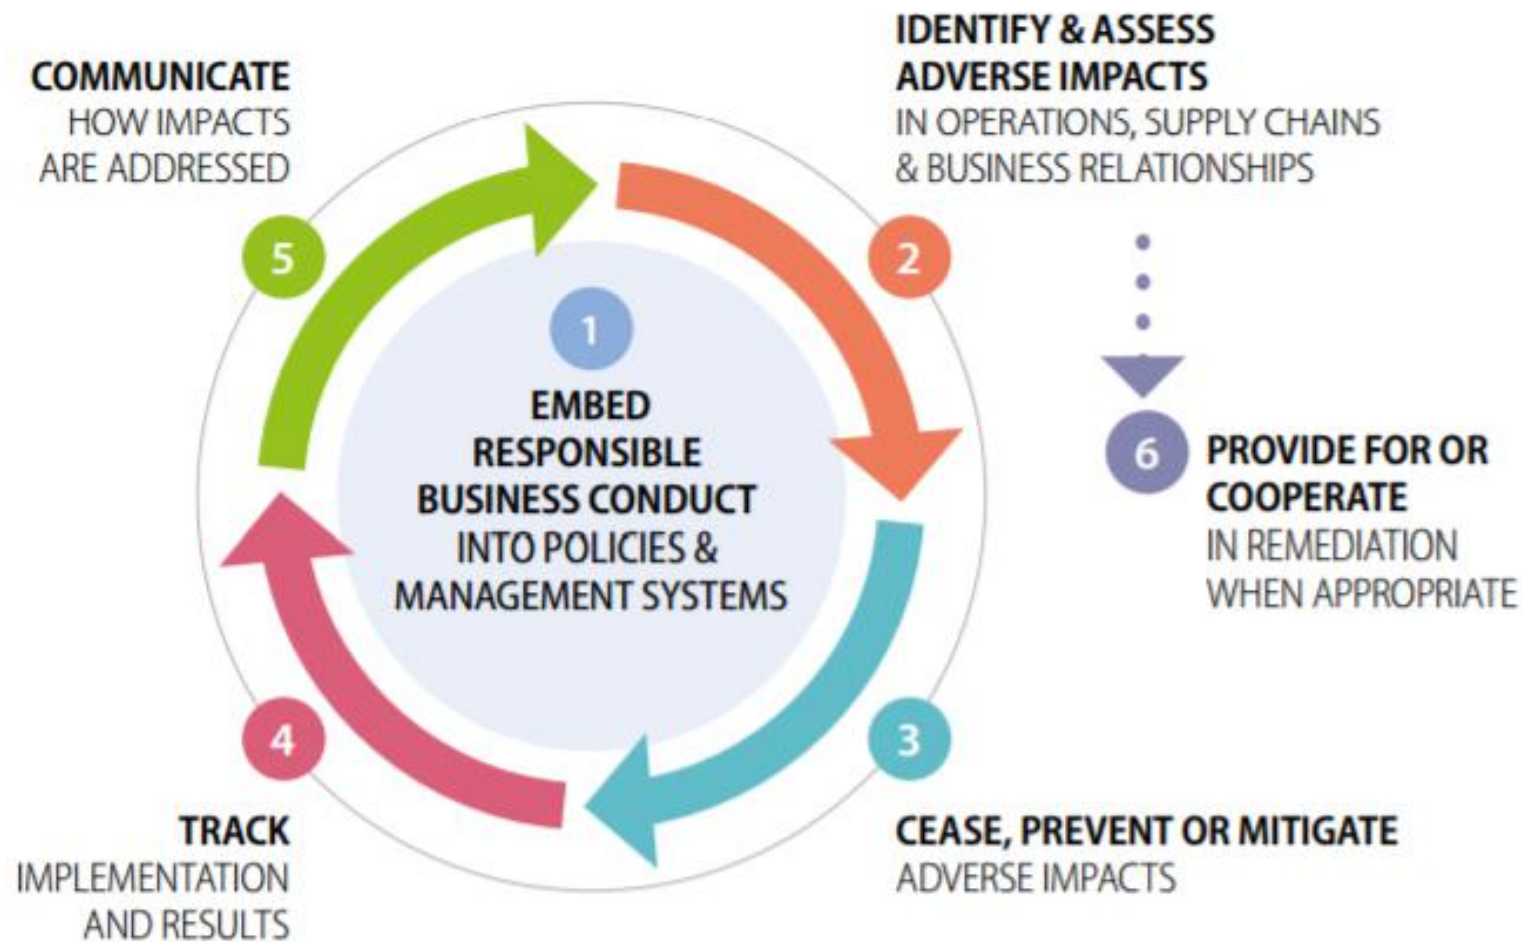 1
EMBED
RESPONSIBLE
BUSINESS CONDUCT
INTO POLICIES &
MANAGEMENT SYSTEMS
2
IDENTIFY & ASSESS
ADVERSE IMPACTS
IN OPERATIONS, SUPPLY CHAINS
& BUSINESS RELATIONSHIPS
3
CEASE, PREVENT OR MITIGATE
ADVERSE IMPACTS
4
TRACK
IMPLEMENTATION
AND RESULTS
5
COMMUNICATE
HOW IMPACTS
ARE ADDRESSED
6
PROVIDE FOR OR
COOPERATE
IN REMEDIATION
WHEN APPROPRIATE